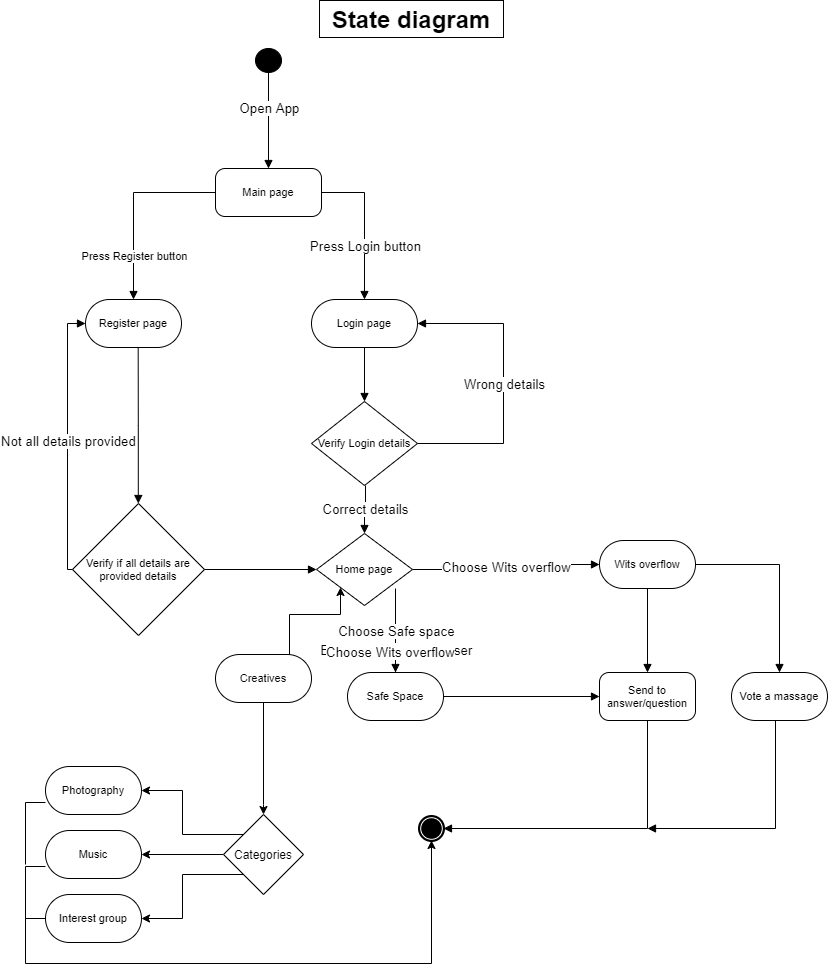 State diagram
Open App
Main page
Press Register button
Press Login button
Register page
Login page
Wrong details
Not all details provided
Verify Login details
Correct details
Verify if all details are
provided details
Home page
Choose Wits overflow
Wits overflow
Choose Safe space
Choose Wits overflow
Creatives
Safe Space
Send to
answer/question
Vote a massage
Photography
Music
Categories
Interest group